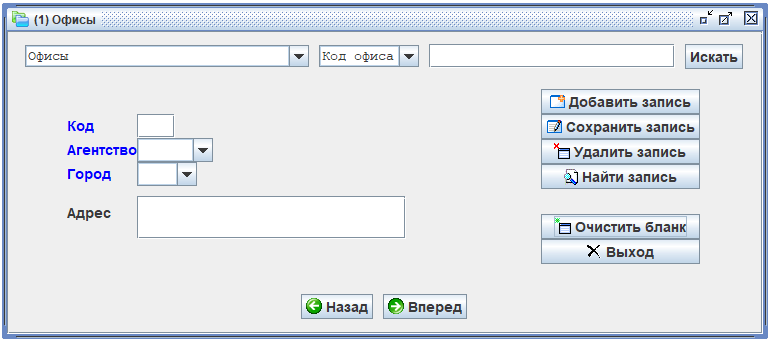 (1) Офисы
Офисы Код офиса Искать
Добавить запись
Код Сохранить запись
Агентство Удалить запись
Город Найти запись
Адрес Очистить бланк
Выход
Назад Вперед